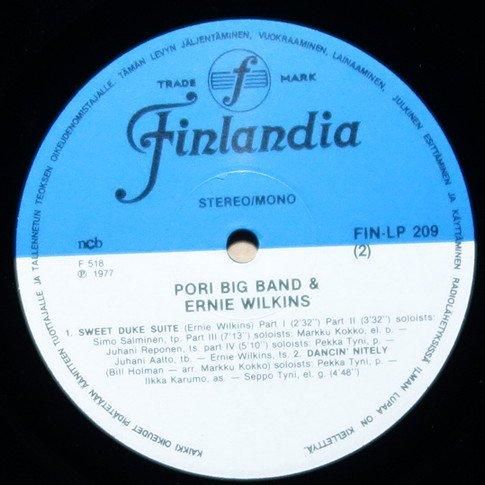 KAIKKI OIKEUDET PIDÄTETÄÄN ÄÄNITTEEN TUOTTAJALLE JA TALLENNETUN TEOKSEN OIKEUDENOMISTAJALLE. TÄMÄN LEVYN JÄLJENTÄMINEN, VUOKRAAMINEN, LAINAAMINEN, JULKINEN ESITTÄMINEN JA KÄYTTÄMINEN RADIOLÄHETYKSISSÄ ILMAN LUPAA ON KIELLETTYÄ.
TRADE f MARK
Finlandia
STEREO/MONO
ncb
FIN-LP 209
(2)
F 518
℗ 1977
PORI BIG BAND &
ERNIE WILKINS
1. SWEET DUKE SUITE (Ernie Wilkins) Part I (2'32'') Part II (3'32'') soloists:
Simo Salminen, tp. Part III (7'13'') soloists: Markku Kokko, el. b. –
Juhani Reponen, ts. part IV (5'10'') soloists: Pekka Tyni, p. –
Juhani Aalto, tb. – Ernie Wilkins, ts. 2. DANCIN' NITELY
(Bill Holman – arr. Markku Kokko) soloists: Pekka Tyni, p. –
Ilkka Karumo, as. – Seppo Tyni, el. g. (4'48'')